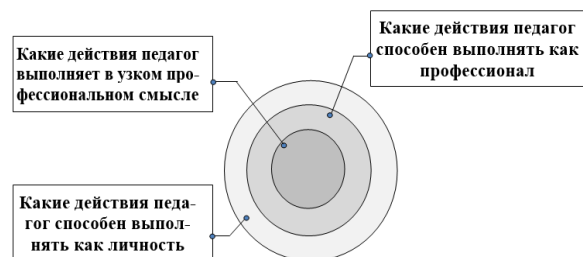 Какие действия педагог
выполняет в узком про-
фессиональном смысле
Какие действия педагог
способен выполнять как
профессионал
Какие действия педа-
гог способен выпол-
нять как личность